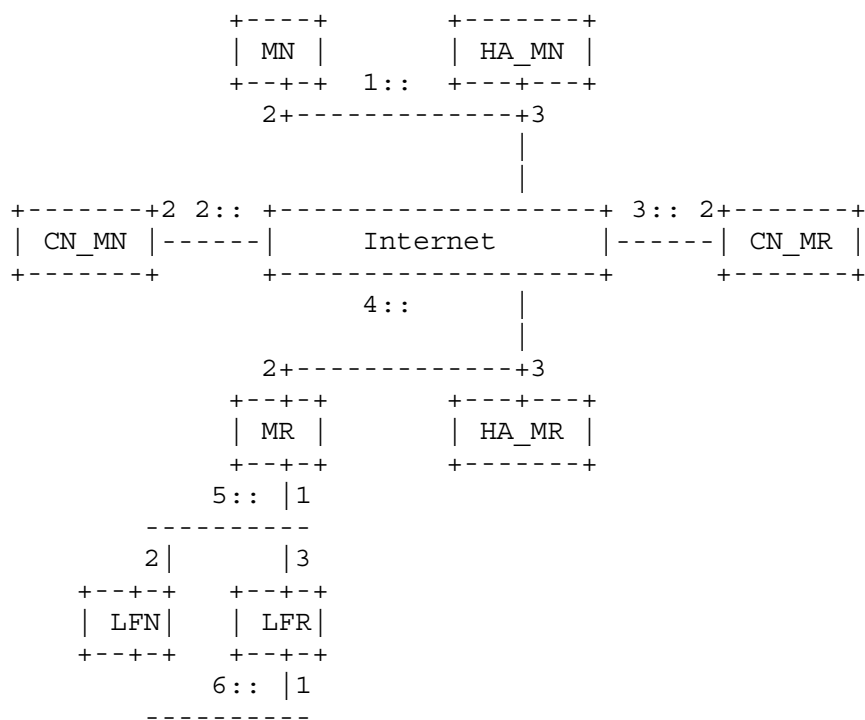 +----+       +-------+
| MN |       | HA_MN |
+--+-+  1::  +---+---+
2+-------------+3
|
|
+-------+2 2:: +-------------------+ 3:: 2+-------+
| CN_MN |------|     Internet      |------| CN_MR |
+-------+      +-------------------+      +-------+
4::      |
|
2+-------------+3
+--+-+       +---+---+
| MR |       | HA_MR |
+--+-+       +-------+
5:: |1
----------
2|      |3
+--+-+   +--+-+
| LFN|   | LFR|
+--+-+   +--+-+
6:: |1
----------